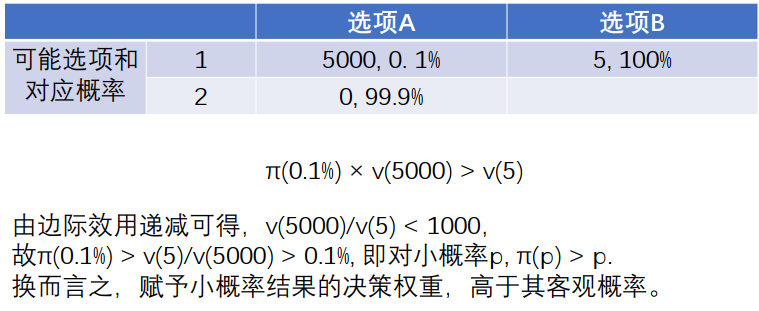 选项A 选项B
可能选项和 1 5000, 0. 1% 5, 100%
对应概率 2 0, 99.9%
π(0.1%) × v(5000) > v(5)
由边际效用递减可得，v(5000)/v(5) < 1000,
故π(0.1%) > v(5)/v(5000) > 0.1%, 即对小概率p, π(p) > p.
换而言之，赋予小概率结果的决策权重，高于其客观概率。